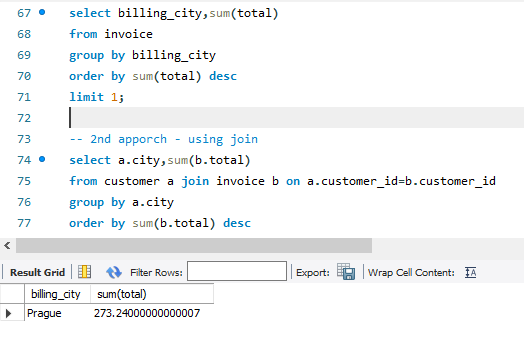 67 select billing_city,sum(total)
68 from invoice
69 group by billing_city
70 order by sum(total) desc
71 limit 1;
72
73 -- 2nd apporch - using join
74 select a.city,sum(b.total)
75 from customer a join invoice b on a.customer_id=b.customer_id
76 group by a.city
77 order by sum(b.total) desc
Result Grid Filter Rows: Export: Wrap Cell Content:
billing_city sum(total)
Prague 273.24000000000007